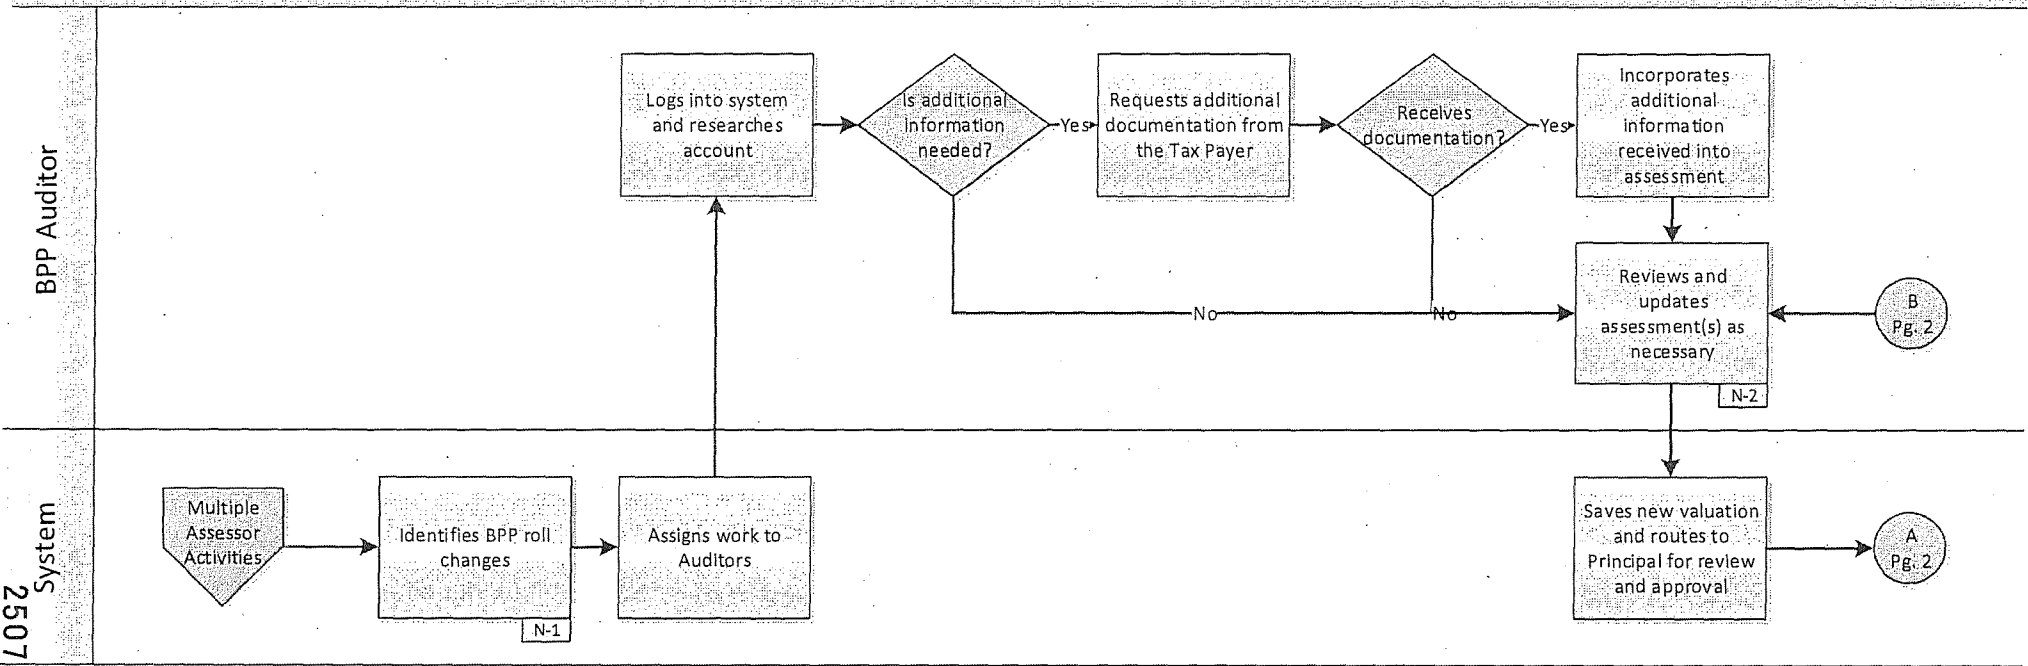 BPP Auditor
Logs into system
and researches
account
Is additional
information
needed?
Yes
Requests additional
documentation from
the Tax Payer
Receives
documentation?
Yes
Incorporates
additional
information
received into
assessment
No
No
Reviews and
updates
assessment(s) as
necessary
N-2
B
Pg. 2
System
Multiple
Assessor
Activities
Identifies BPP roll
changes
N-1
Assigns work to
Auditors
Saves new valuation
and routes to
Principal for review
and approval
A
Pg. 2
2507